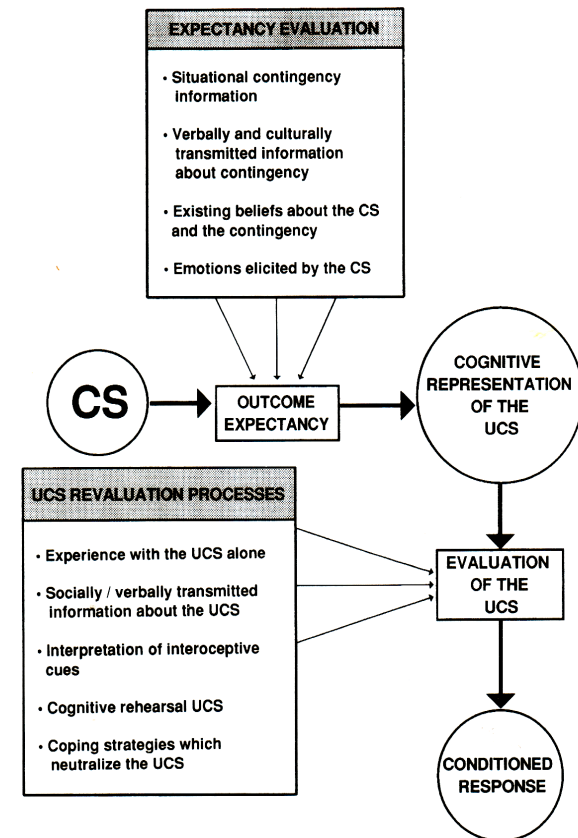 EXPECTANCY EVALUATION
• Situational contingency
information
• Verbally and culturally
transmitted information
about contingency
• Existing beliefs about the CS
and the contingency
• Emotions elicited by the CS
CS
OUTCOME
EXPECTANCY
COGNITIVE
REPRESENTATION
OF THE
UCS
UCS REVALUATION PROCESSES
• Experience with the UCS alone
• Socially / verbally transmitted
information about the UCS
• Interpretation of interoceptive
cues
• Cognitive rehearsal UCS
• Coping strategies which
neutralize the UCS
EVALUATION
OF THE
UCS
CONDITIONED
RESPONSE